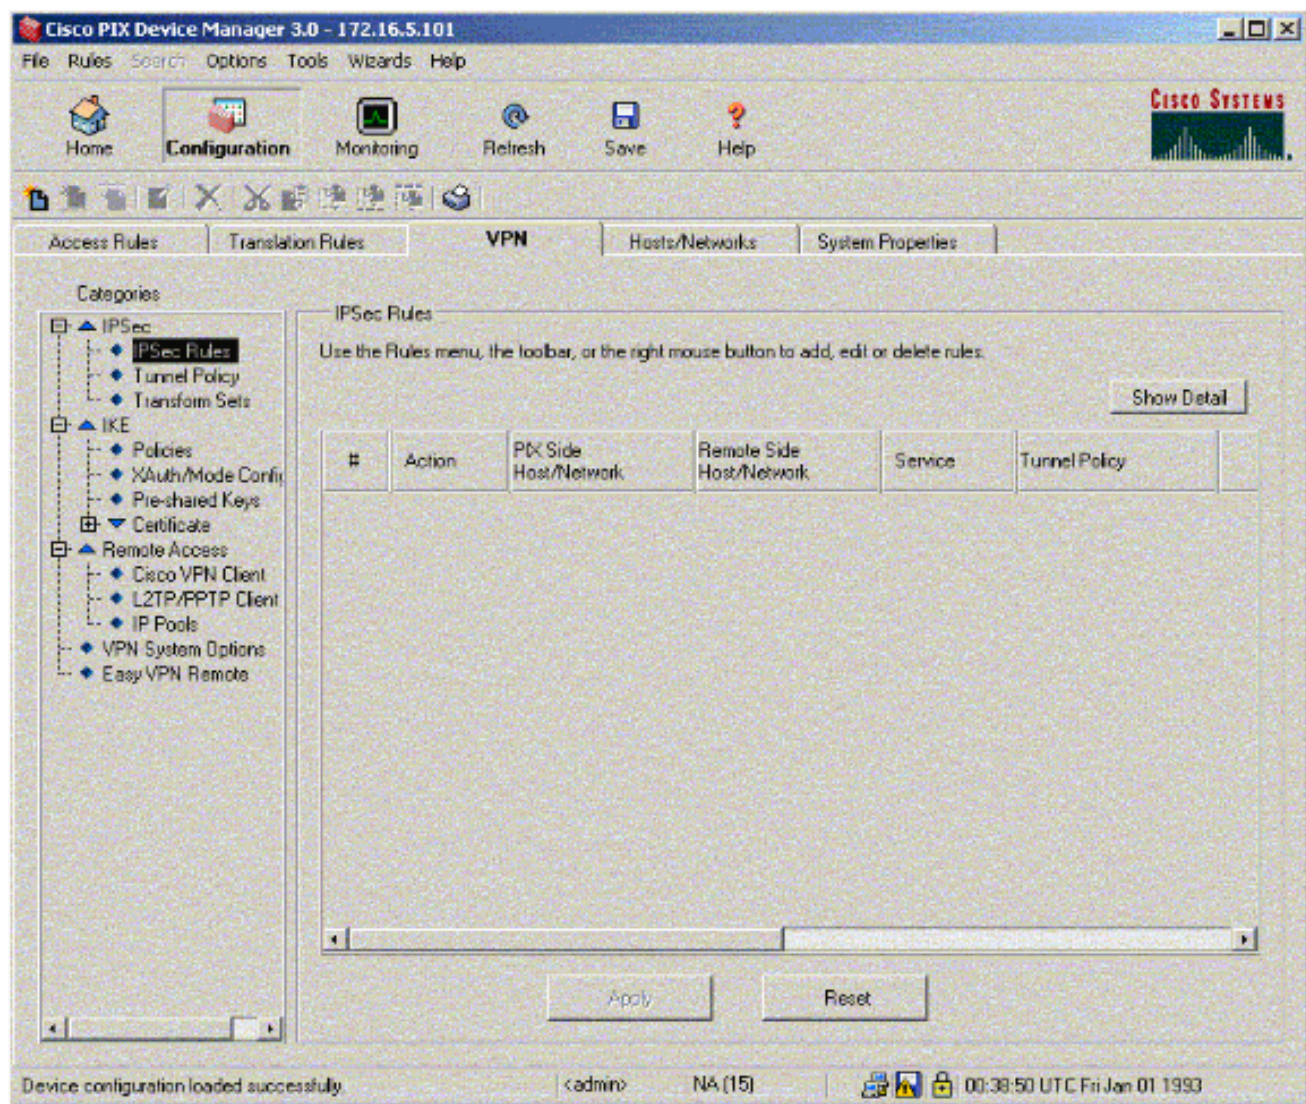 Cisco PIX Device Manager 3.0 - 172.16.5.101
File Rules Search Options Tools Wizards Help
CISCO SYSTEMS
Home Configuration Monitoring Refresh Save Help
Access Rules Translation Rules VPN Hosts/Networks System Properties
Categories
IPSec
IPSec Rules
Tunnel Policy
Transform Sets
IKE
Policies
XAuth/Mode Config
Pre-shared Keys
Certificate
Remote Access
Cisco VPN Client
L2TP/PPTP Client
IP Pools
VPN System Options
Easy VPN Remote
IPSec Rules
Use the Rules menu, the toolbar, or the right mouse button to add, edit or delete rules.
Show Detail
# Action PIX Side Host/Network Remote Side Host/Network Service Tunnel Policy
Apply Reset
Device configuration loaded successfully. <admin> NA (15) 00:38:50 UTC Fri Jan 01 1993